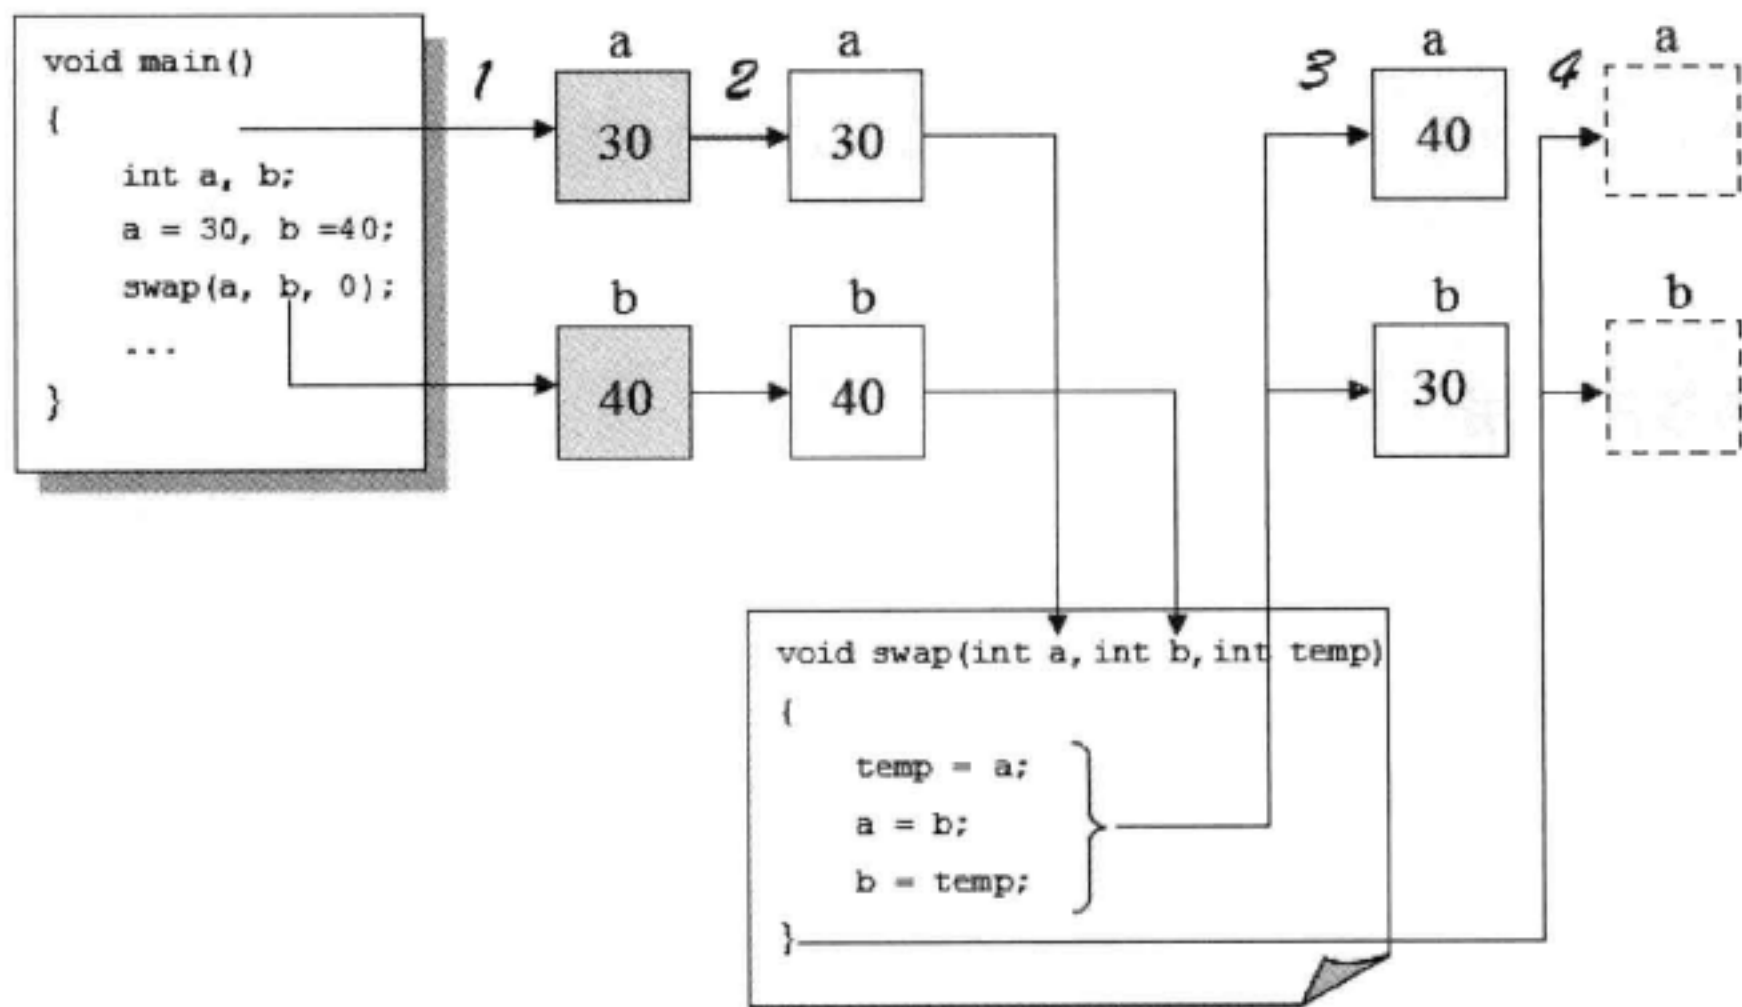 void main()
{
int a, b;
a = 30, b =40;
swap(a, b, 0);
...
}
1
a
30
2
a
30
3
a
40
4
a
b
40
b
40
b
30
b
void swap(int a, int b, int temp)
{
temp = a;
a = b;
b = temp;
}